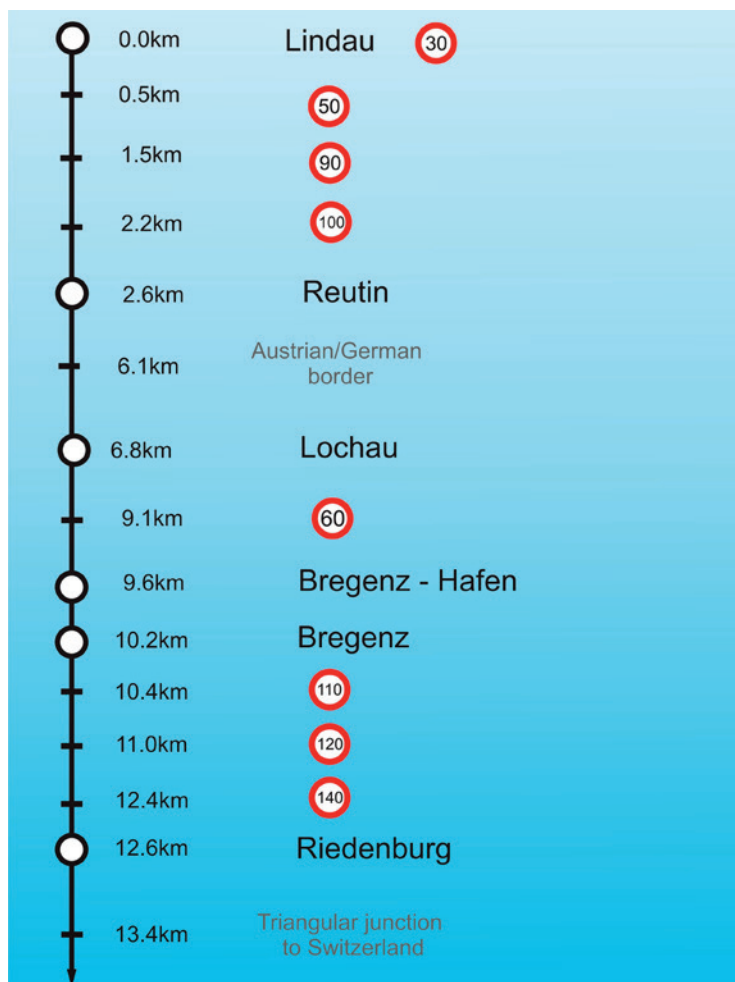 0.0km Lindau 30
0.5km 50
1.5km 90
2.2km 100
2.6km Reutin
6.1km Austrian/German
border
6.8km Lochau
9.1km 60
9.6km Bregenz - Hafen
10.2km Bregenz
10.4km 110
11.0km 120
12.4km 140
12.6km Riedenburg
13.4km Triangular junction
to Switzerland